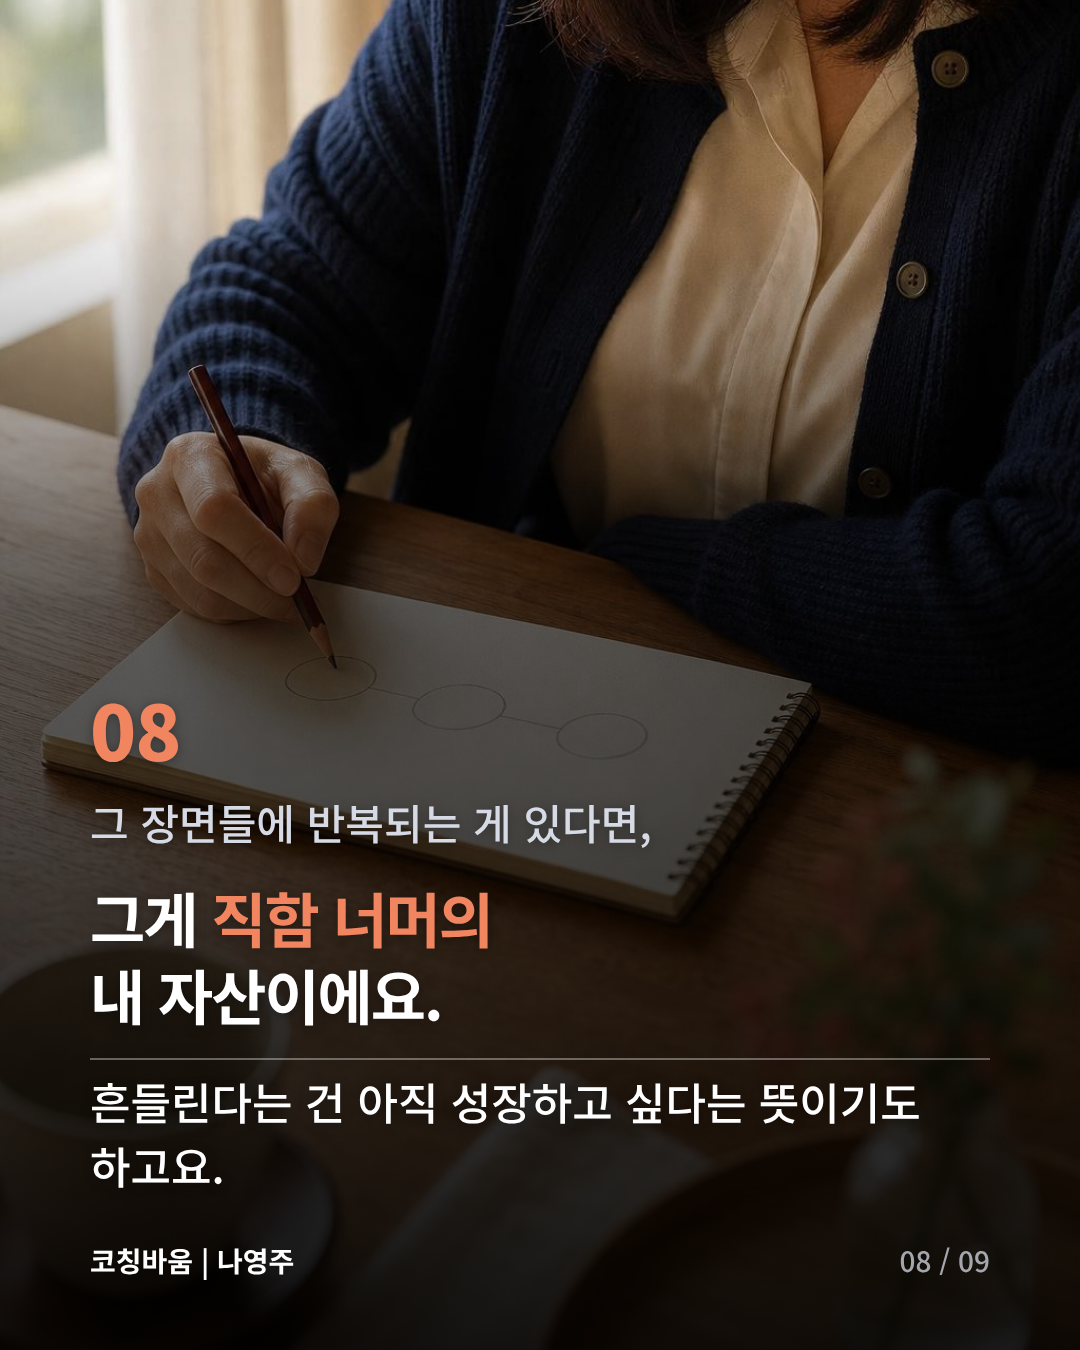 08
그 장면들에 반복되는 게 있다면,
그게 직함 너머의
내 자산이에요.
흔들린다는 건 아직 성장하고 싶다는 뜻이기도
하고요.
코칭바움 | 나영주
08 / 09